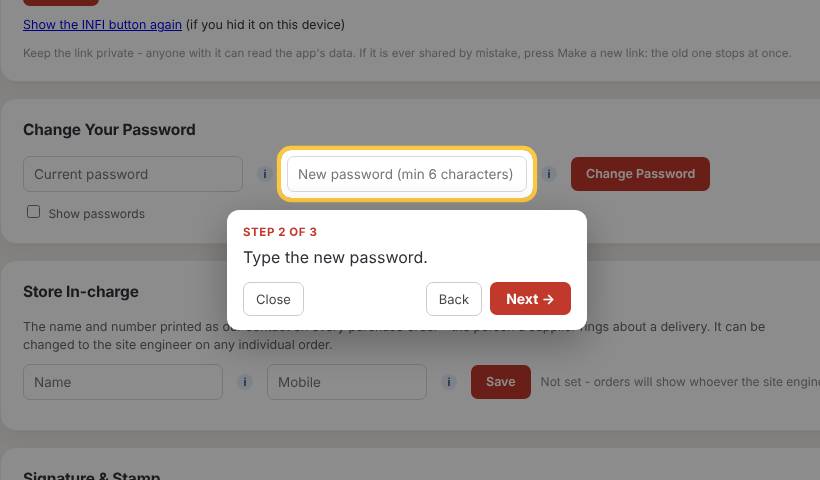 Show the INFI button again (if you hid it on this device)
Keep the link private - anyone with it can read the app's data. If it is ever shared by mistake, press Make a new link: the old one stops at once.
Change Your Password
Current password i New password (min 6 characters) i Change Password
Show passwords
STEP 2 OF 3
Type the new password.
Close Back Next →
Store In-charge
The name and number printed as rings about a delivery. It can be
changed to the site engineer on any individual order.
Name i Mobile i Save Not set - orders will show whoever the site
Signature & Stamp